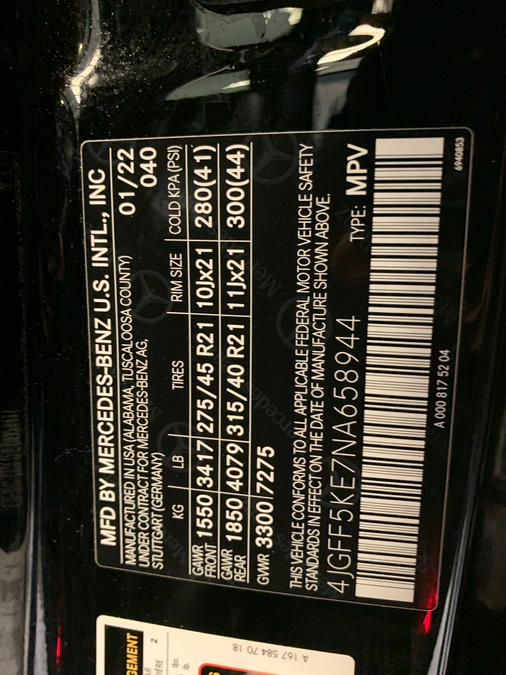 MFD BY MERCEDES-BENZ U.S. INTL., INC
MANUFACTURED IN USA (ALABAMA, TUSCALOOSA COUNTY) 01/22
UNDER CONTRACT FOR MERCEDES-BENZ AG, 040
STUTTGART (GERMANY)
KG LB TIRES RIM SIZE COLD KPA (PSI)
GAWR FRONT 1550 3417 275/45 R21 10Jx21 280(41)
GAWR REAR 1850 4079 315/40 R21 11Jx21 300(44)
GVWR 3300 7275
THIS VEHICLE CONFORMS TO ALL APPLICABLE FEDERAL MOTOR VEHICLE SAFETY
STANDARDS IN EFFECT ON THE DATE OF MANUFACTURE SHOWN ABOVE.
4JGFF5KE7NA658944 TYPE: MPV
A 000 817 52 04
6940853
A 167 584 70 18
2
lbs.
lb.